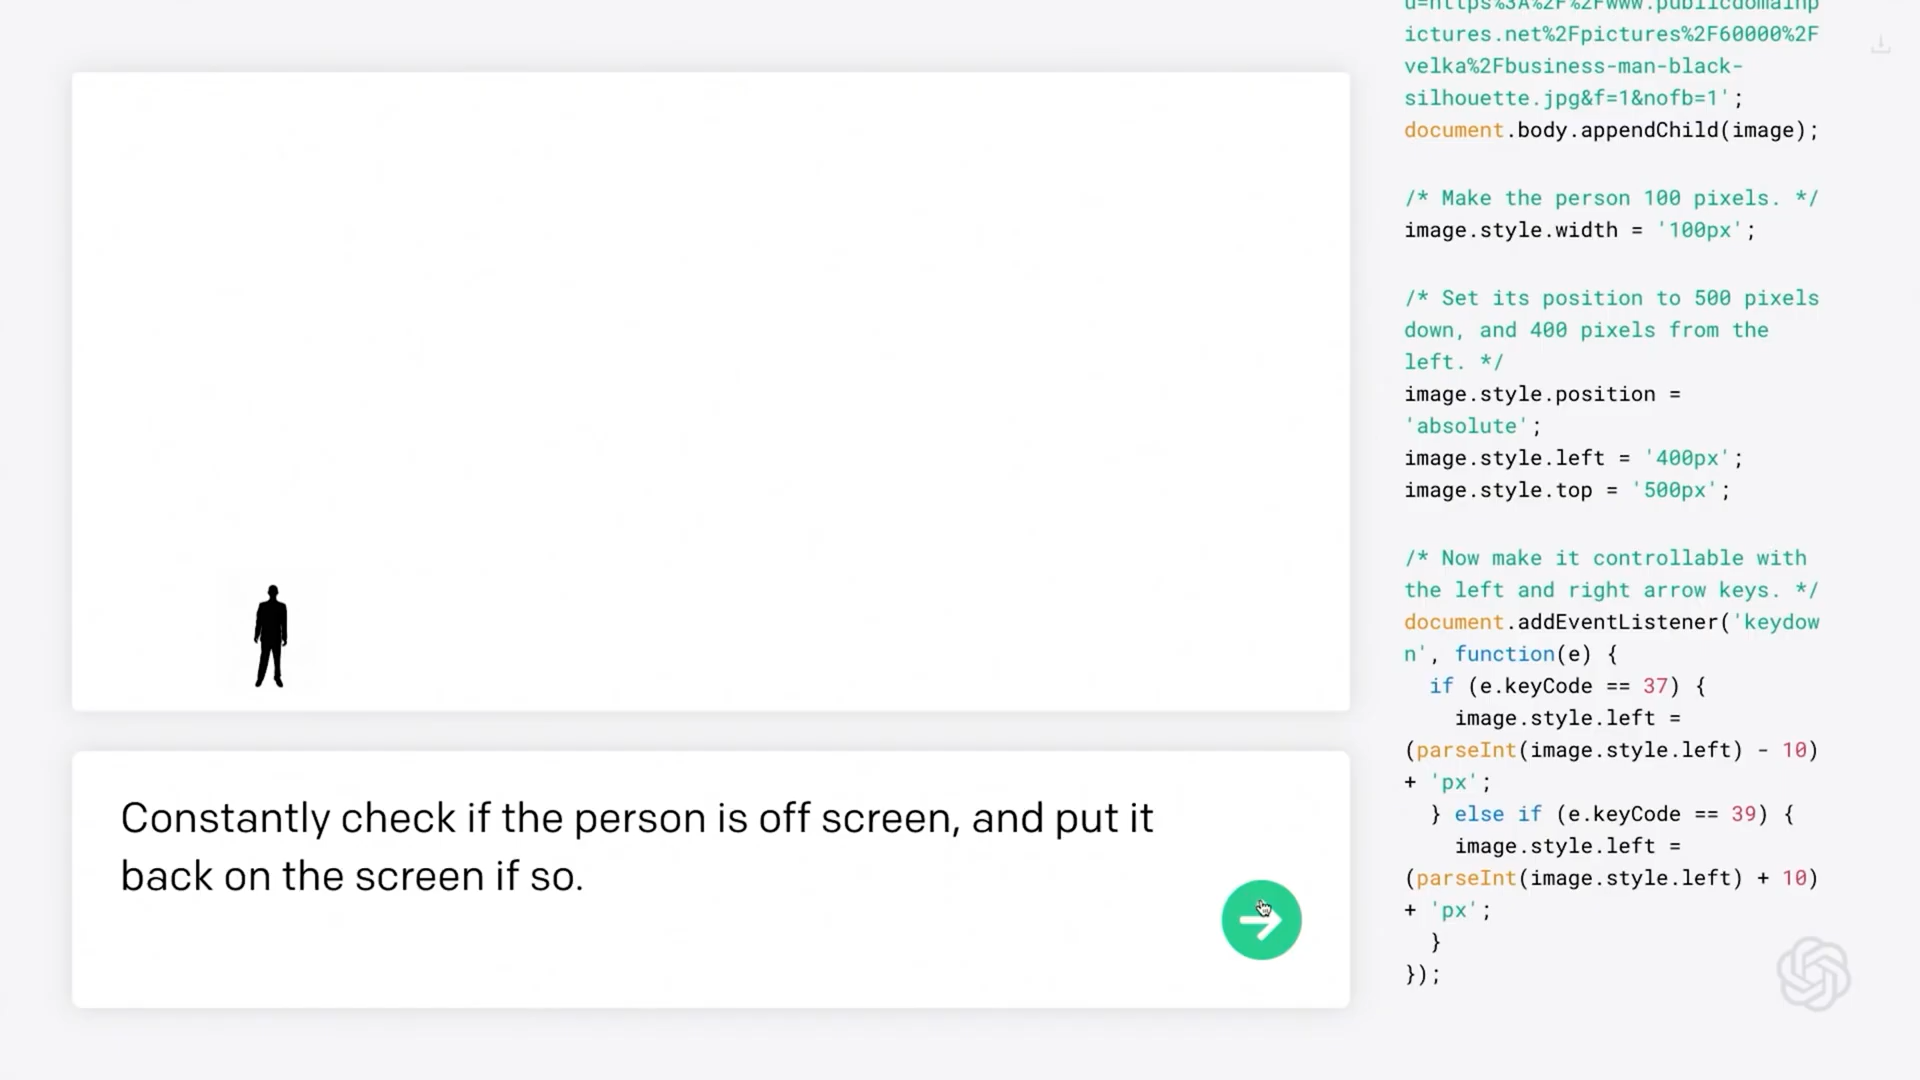 Constantly check if the person is off screen, and put it
back on the screen if so.
u=https%3A%2F%2Fwww.publicdomainp
ictures.net%2Fpictures%2F60000%2F
velka%2Fbusiness-man-black-
silhouette.jpg&f=1&nofb=1';
document.body.appendChild(image);
/* Make the person 100 pixels. */
image.style.width = '100px';
/* Set its position to 500 pixels
down, and 400 pixels from the
left. */
image.style.position =
'absolute';
image.style.left = '400px';
image.style.top = '500px';
/* Now make it controllable with
the left and right arrow keys. */
document.addEventListener('keydow
n', function(e) {
if (e.keyCode == 37) {
image.style.left =
(parseInt(image.style.left) - 10)
+ 'px';
} else if (e.keyCode == 39) {
image.style.left =
(parseInt(image.style.left) + 10)
+ 'px';
}
});